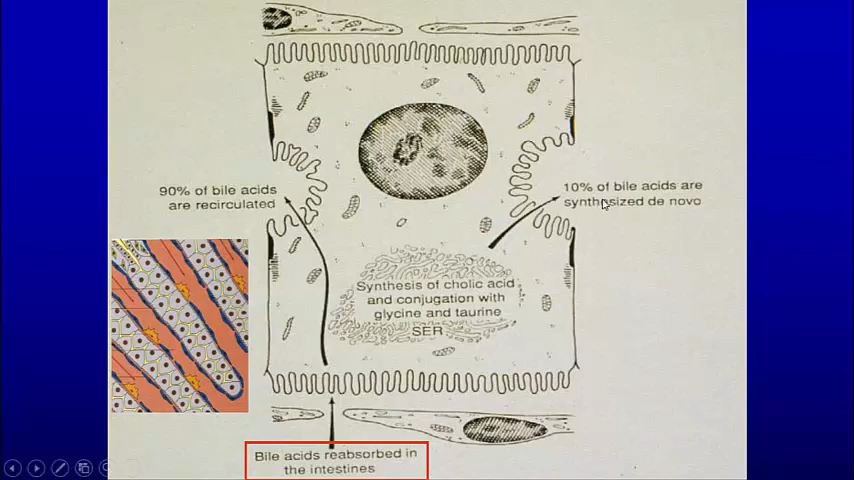 90% of bile acids
are recirculated
10% of bile acids are
synthesized de novo
Synthesis of cholic acid
and conjugation with
glycine and taurine
SER
Bile acids reabsorbed in
the intestines